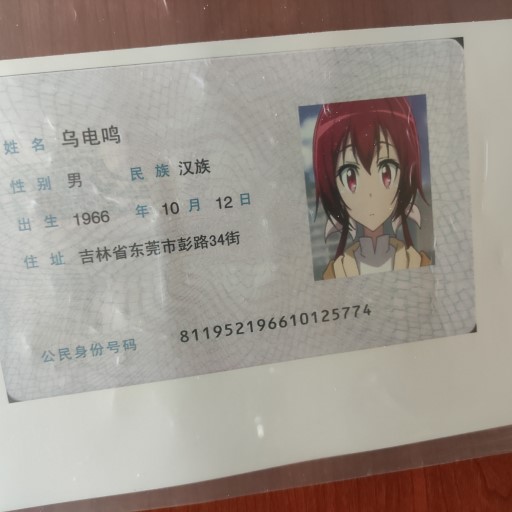 姓名 乌电鸣
性别 男 民族 汉族
出生 1966 年 10 月 12 日
住址 吉林省东莞市彭路34街
公民身份号码 811952196610125774